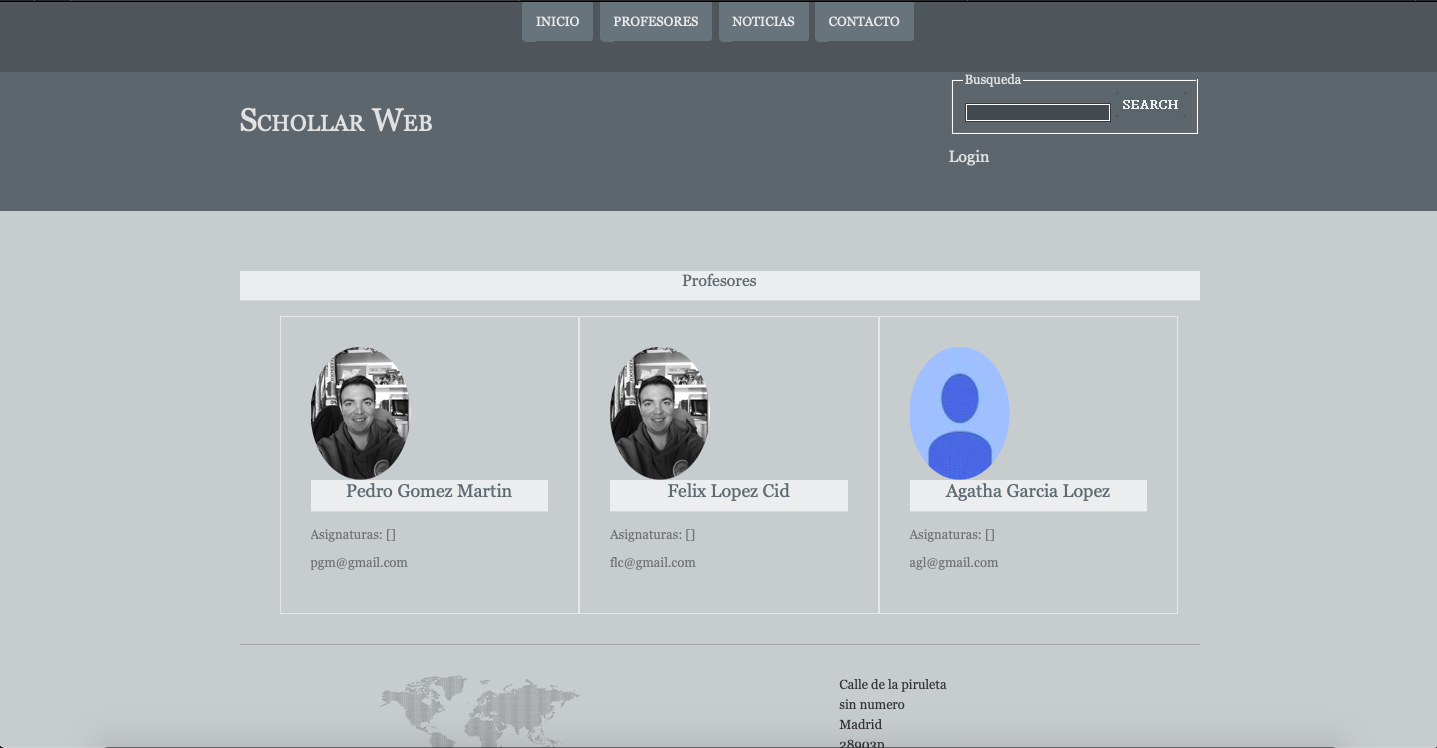 INICIO
PROFESORES
NOTICIAS
CONTACTO
Busqueda
SEARCH
Schollar Web
Login
Profesores
Pedro Gomez Martin
Asignaturas: []
pgm@gmail.com
Felix Lopez Cid
Asignaturas: []
flc@gmail.com
Agatha Garcia Lopez
Asignaturas: []
agl@gmail.com
Calle de la piruleta
sin numero
Madrid